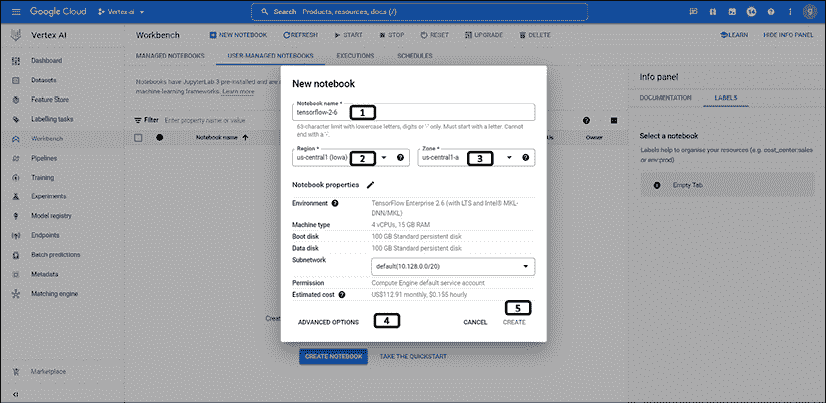 Google Cloud
Vertex-ai
Search Products, resources, docs (/)
14
g
Vertex AI
Workbench
NEW NOTEBOOK
REFRESH
START
STOP
RESET
UPGRADE
DELETE
LEARN
HIDE INFO PANEL
MANAGED NOTEBOOKS
USER-MANAGED NOTEBOOKS
EXECUTIONS
SCHEDULES
Notebooks have JupyterLab 3 pre-installed and are
machine learning frameworks. Learn more
Filter Enter property name or value
Notebook name
Owner
Dashboard
Datasets
Feature Store
Labelling tasks
Workbench
Pipelines
Training
Experiments
Model registry
Endpoints
Batch predictions
Metadata
Matching engine
Marketplace
New notebook
Notebook name *
tensorflow-2-6
1
63-character limit with lowercase letters, digits or '-' only. Must start with a letter. Cannot
end with a '-'.
Region *
us-central1 (Iowa)
2
Zone *
us-central1-a
3
Notebook properties
Environment
TensorFlow Enterprise 2.6 (with LTS and Intel® MKL-
DNN/MKL)
Machine type
4 vCPUs, 15 GB RAM
Boot disk
100 GB Standard persistent disk
Data disk
100 GB Standard persistent disk
Subnetwork
default(10.128.0.0/20)
Permission
Compute Engine default service account
Estimated cost
US$112.91 monthly, $0.155 hourly
5
ADVANCED OPTIONS
4
CANCEL
CREATE
Crea
CREATE NOTEBOOK
TAKE THE QUICKSTART
Info panel
DOCUMENTATION
LABELS
Select a notebook
Labels help to organise your resources (e.g. cost_center:sales
or env:prod)
Empty Tab